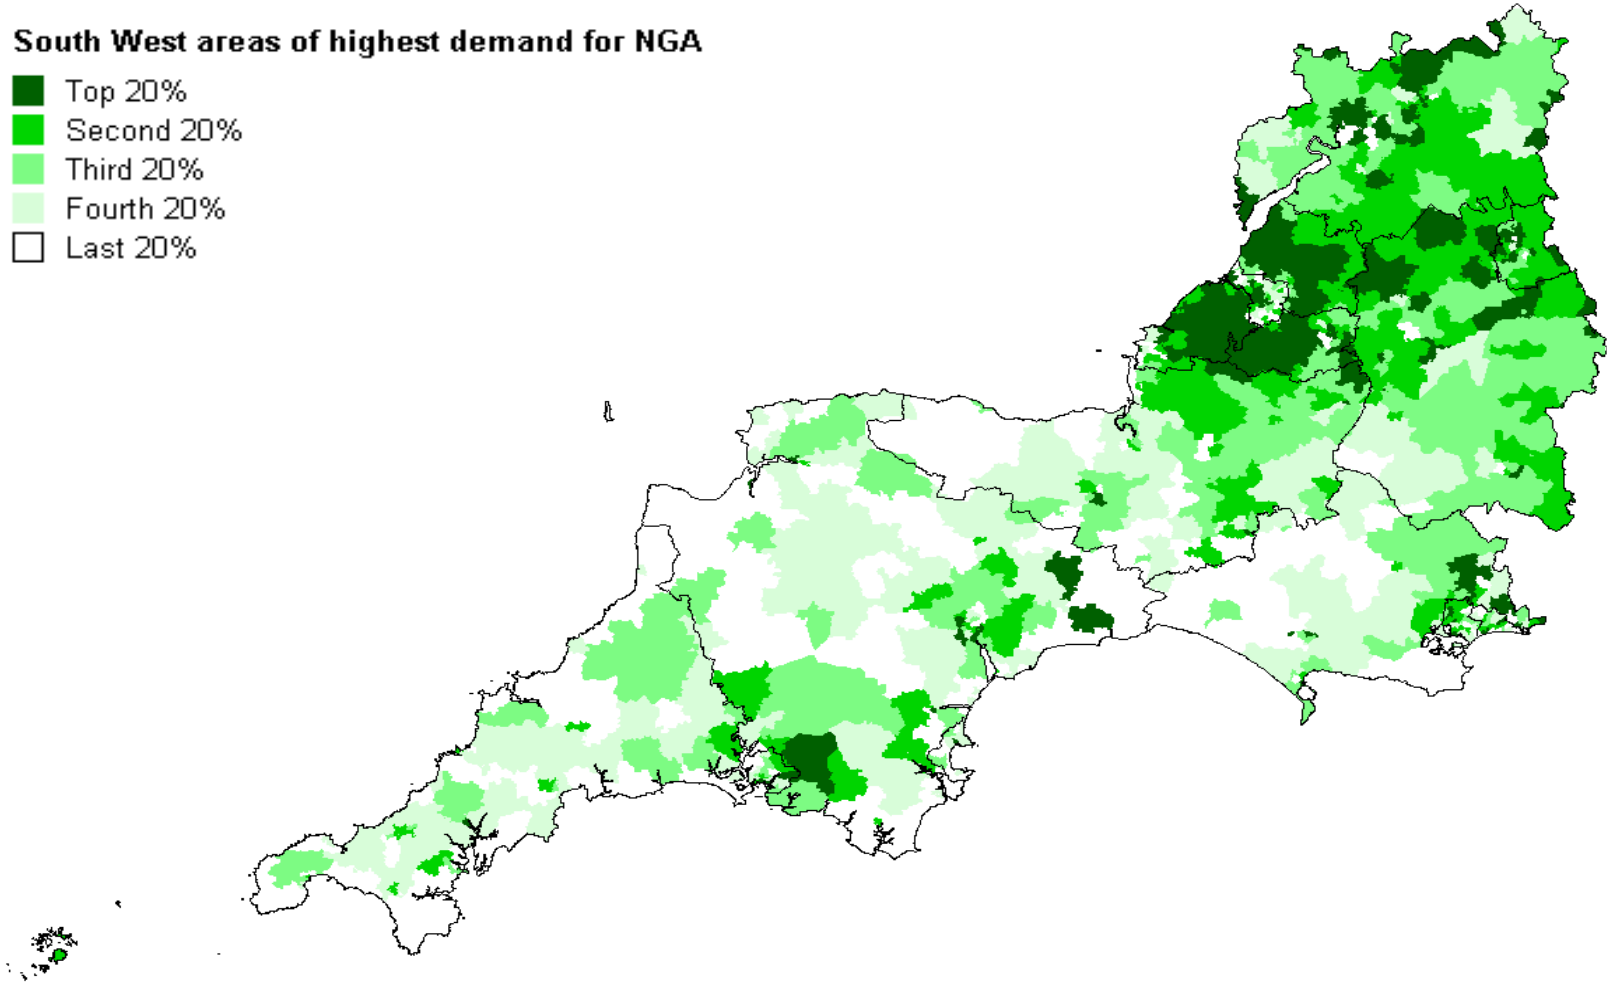 South West areas of highest demand for NGA
Top 20%
Second 20%
Third 20%
Fourth 20%
Last 20%